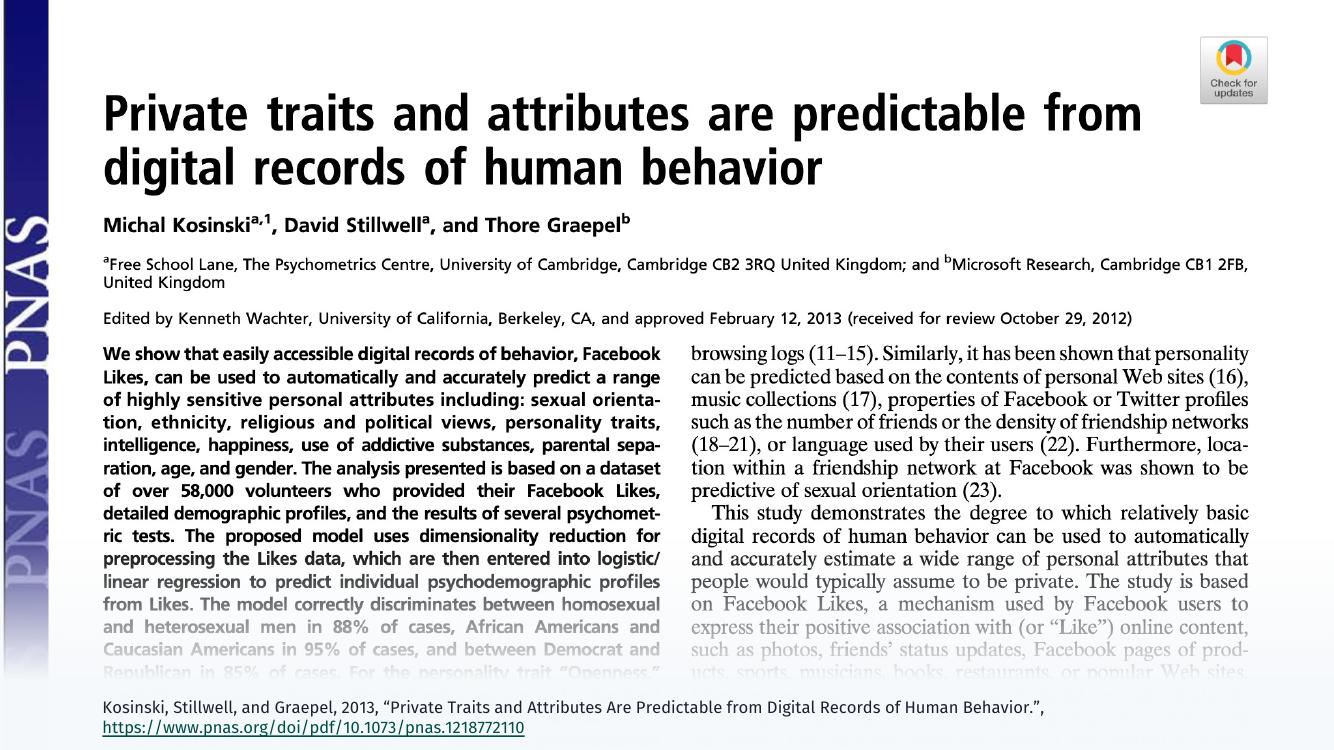 PNAS PNAS PNAS
Check for
updates
Private traits and attributes are predictable from
digital records of human behavior
Michal Kosinskia,1, David Stillwella, and Thore Graepelb
aFree School Lane, The Psychometrics Centre, University of Cambridge, Cambridge CB2 3RQ United Kingdom; and bMicrosoft Research, Cambridge CB1 2FB,
United Kingdom
Edited by Kenneth Wachter, University of California, Berkeley, CA, and approved February 12, 2013 (received for review October 29, 2012)
We show that easily accessible digital records of behavior, Facebook
Likes, can be used to automatically and accurately predict a range
of highly sensitive personal attributes including: sexual orienta-
tion, ethnicity, religious and political views, personality traits,
intelligence, happiness, use of addictive substances, parental sepa-
ration, age, and gender. The analysis presented is based on a dataset
of over 58,000 volunteers who provided their Facebook Likes,
detailed demographic profiles, and the results of several psychomet-
ric tests. The proposed model uses dimensionality reduction for
preprocessing the Likes data, which are then entered into logistic/
linear regression to predict individual psychodemographic profiles
from Likes. The model correctly discriminates between homosexual
and heterosexual men in 88% of cases, African Americans and
Caucasian Americans in 95% of cases, and between Democrat and
Republican in 85% of cases. For the personality trait “Openness,”
browsing logs (11–15). Similarly, it has been shown that personality
can be predicted based on the contents of personal Web sites (16),
music collections (17), properties of Facebook or Twitter profiles
such as the number of friends or the density of friendship networks
(18–21), or language used by their users (22). Furthermore, loca-
tion within a friendship network at Facebook was shown to be
predictive of sexual orientation (23).
This study demonstrates the degree to which relatively basic
digital records of human behavior can be used to automatically
and accurately estimate a wide range of personal attributes that
people would typically assume to be private. The study is based
on Facebook Likes, a mechanism used by Facebook users to
express their positive association with (or “Like”) online content,
such as photos, friends’ status updates, Facebook pages of prod-
ucts, sports, musicians, books, restaurants, or popular Web sites.
Kosinski, Stillwell, and Graepel, 2013, “Private Traits and Attributes Are Predictable from Digital Records of Human Behavior.”,
https://www.pnas.org/doi/pdf/10.1073/pnas.1218772110